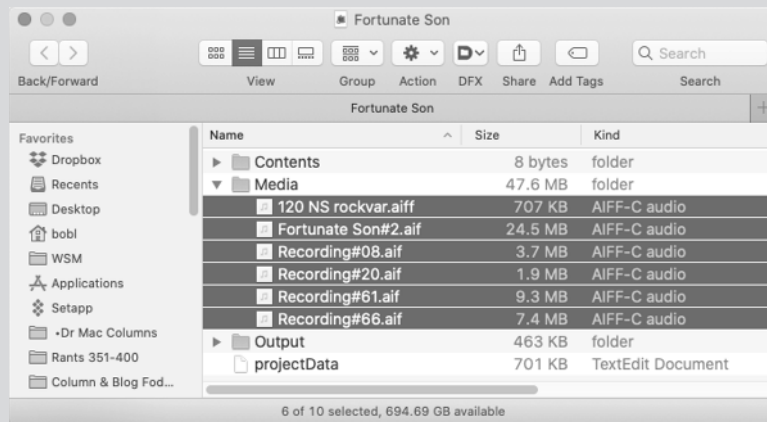 Fortunate Son
Search
Back/Forward View Group Action DFX Share Add Tags Search
Fortunate Son
Favorites
Dropbox
Recents
Desktop
bobl
WSM
Applications
Setapp
•Dr Mac Columns
Rants 351-400
Column & Blog Fod...
Name Size Kind
Contents 8 bytes folder
Media 47.6 MB folder
120 NS rockvar.aiff 707 KB AIFF-C audio
Fortunate Son#2.aif 24.5 MB AIFF-C audio
Recording#08.aif 3.7 MB AIFF-C audio
Recording#20.aif 1.9 MB AIFF-C audio
Recording#61.aif 9.3 MB AIFF-C audio
Recording#66.aif 7.4 MB AIFF-C audio
Output 463 KB folder
projectData 701 KB TextEdit Document
6 of 10 selected, 694.69 GB available